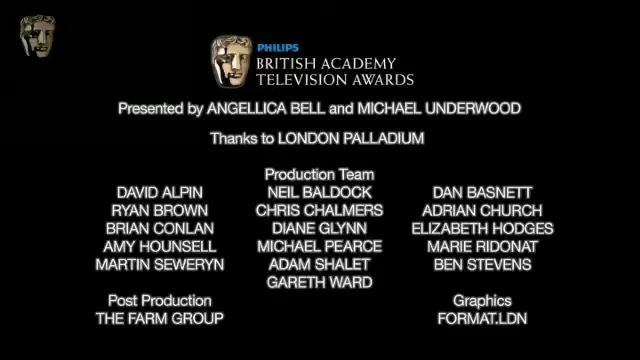 PHILIPS
BRITISH ACADEMY
TELEVISION AWARDS
Presented by ANGELLICA BELL and MICHAEL UNDERWOOD
Thanks to LONDON PALLADIUM
Production Team
DAVID ALPIN NEIL BALDOCK DAN BASNETT
RYAN BROWN CHRIS CHALMERS ADRIAN CHURCH
BRIAN CONLAN DIANE GLYNN ELIZABETH HODGES
AMY HOUNSELL MICHAEL PEARCE MARIE RIDONAT
MARTIN SEWERYN ADAM SHALET BEN STEVENS
GARETH WARD
Post Production Graphics
THE FARM GROUP FORMAT.LDN